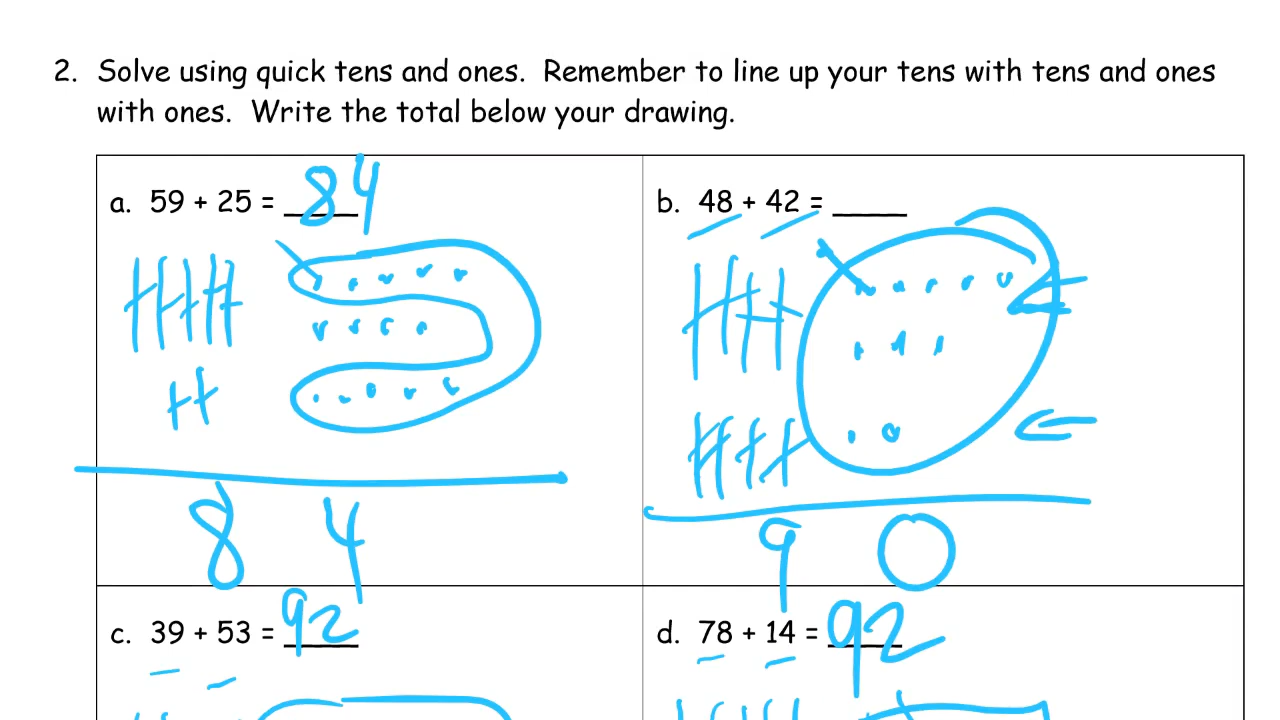 2. Solve using quick tens and ones. Remember to line up your tens with tens and ones
with ones. Write the total below your drawing.
a. 59 + 25 = 84
b. 48 + 42 = ____
8 4
9 0
c. 39 + 53 = 92
d. 78 + 14 = 92